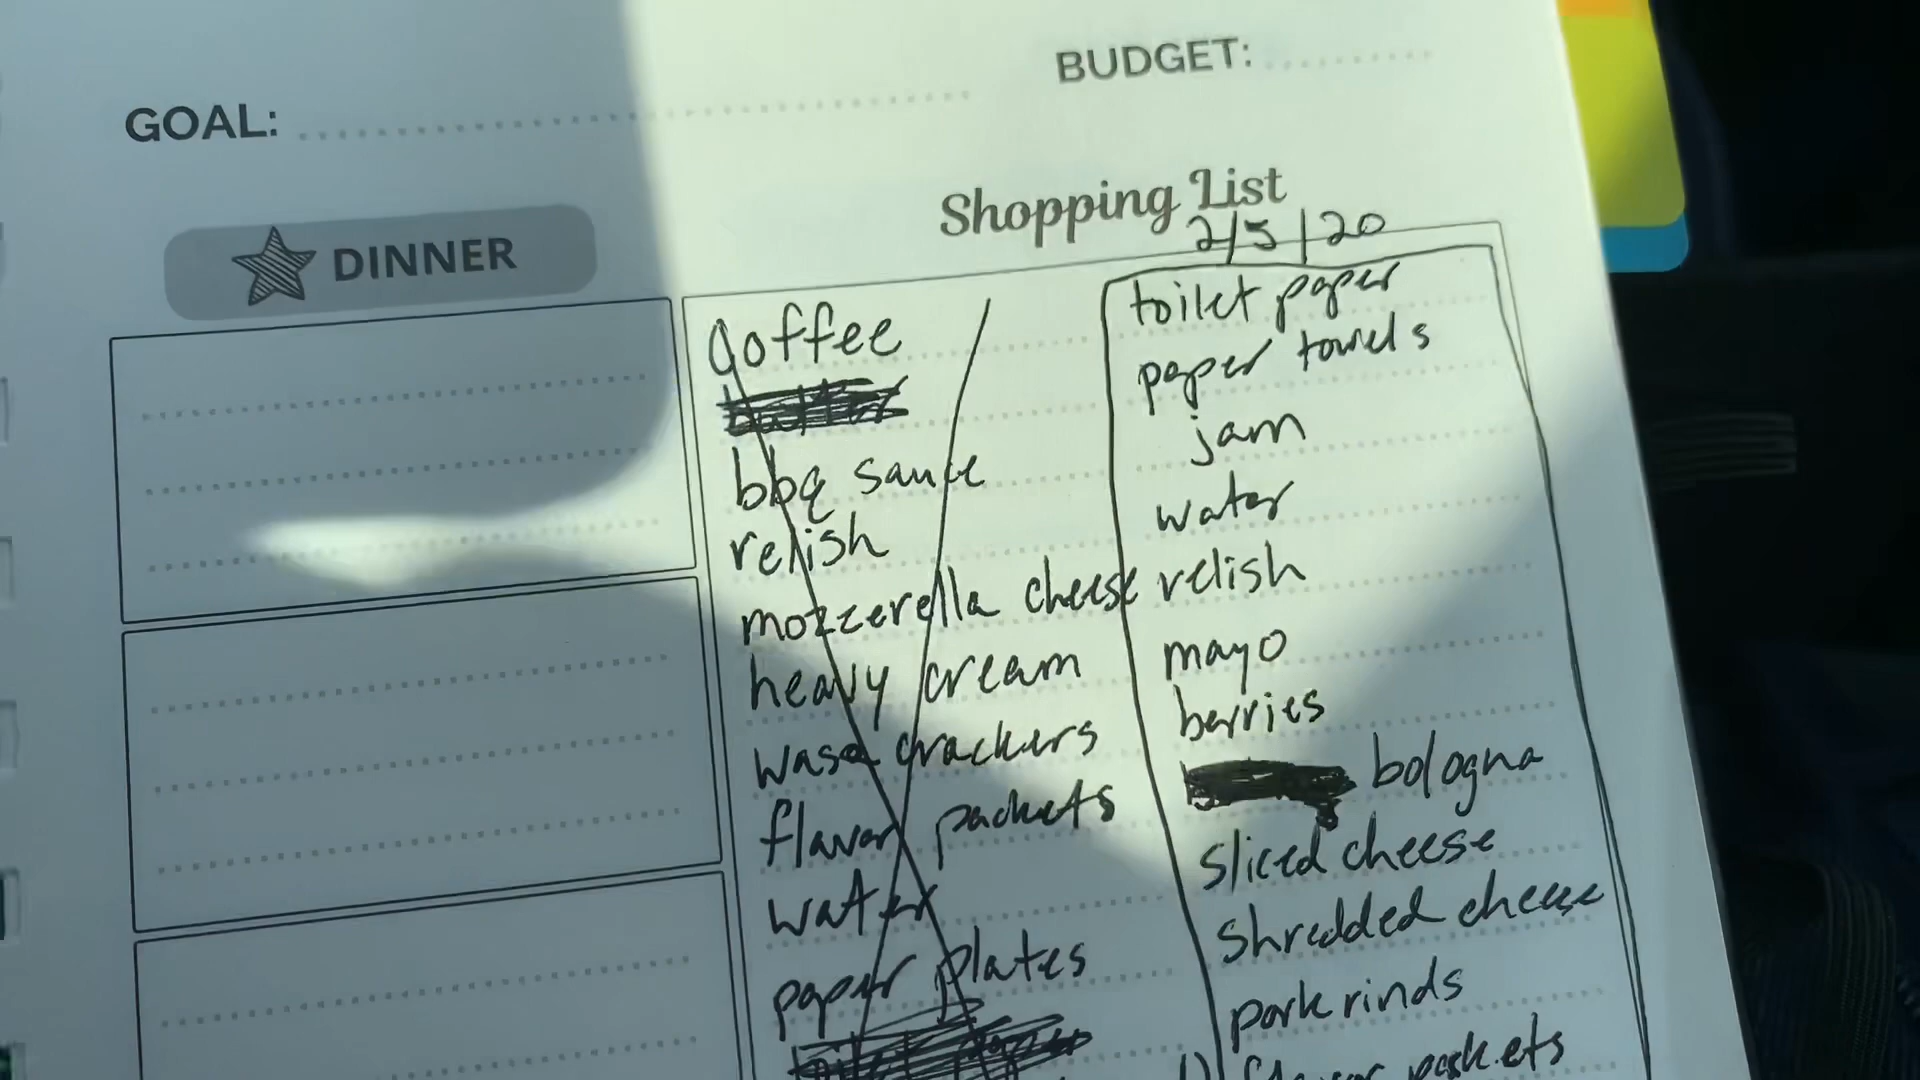 GOAL:
BUDGET:
Shopping List
2/5/20
DINNER
coffee
bbq sauce
relish
mozzerella cheese
heavy cream
wasa crackers
flavor packets
water
paper plates
toilet paper
paper towels
jam
water
relish
mayo
berries
bologna
sliced cheese
shredded cheese
pork rinds
flavor packets